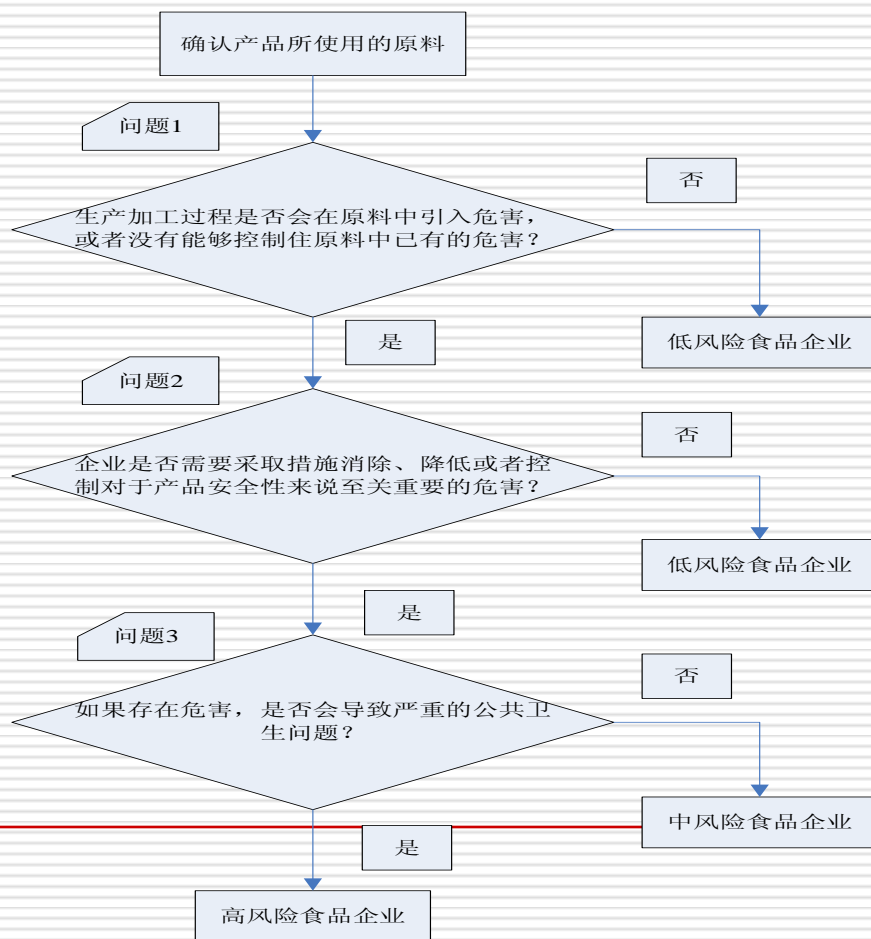 确认产品所使用的原料
问题1
否
生产加工过程是否会在原料中引入危害，
或者没有能够控制住原料中已有的危害？
低风险食品企业
是
问题2
否
企业是否需要采取措施消除、降低或者控
制对于产品安全性来说至关重要的危害？
低风险食品企业
是
问题3
否
如果存在危害，是否会导致严重的公共卫
生问题？
中风险食品企业
是
高风险食品企业